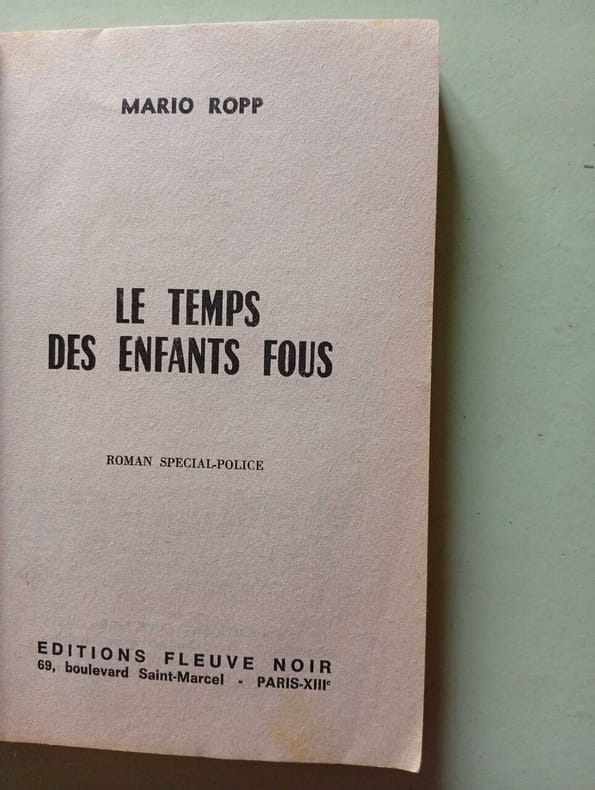 MARIO ROPP
LE TEMPS
DES ENFANTS FOUS
ROMAN SPECIAL-POLICE
EDITIONS FLEUVE NOIR
69, boulevard Saint-Marcel - PARIS-XIIIe